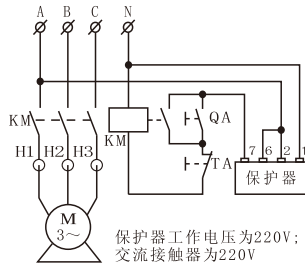 A B C N
KM
KM
QA
TA
H1 H2 H3
7 6 2 1
保护器
M
3～
保护器工作电压为220V;
交流接触器为220V